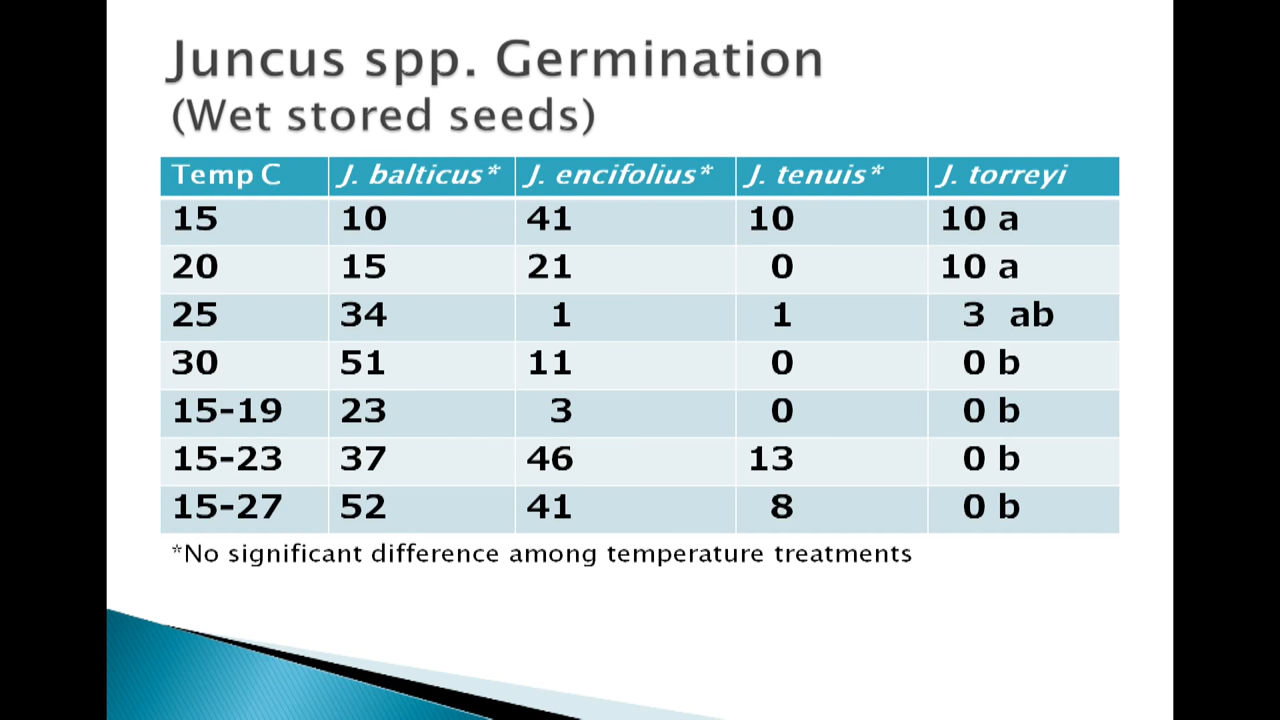 Juncus spp. Germination
(Wet stored seeds)
Temp C J. balticus* J. encifolius* J. tenuis* J. torreyi
15 10 41 10 10 a
20 15 21 0 10 a
25 34 1 1 3 ab
30 51 11 0 0 b
15-19 23 3 0 0 b
15-23 37 46 13 0 b
15-27 52 41 8 0 b
*No significant difference among temperature treatments